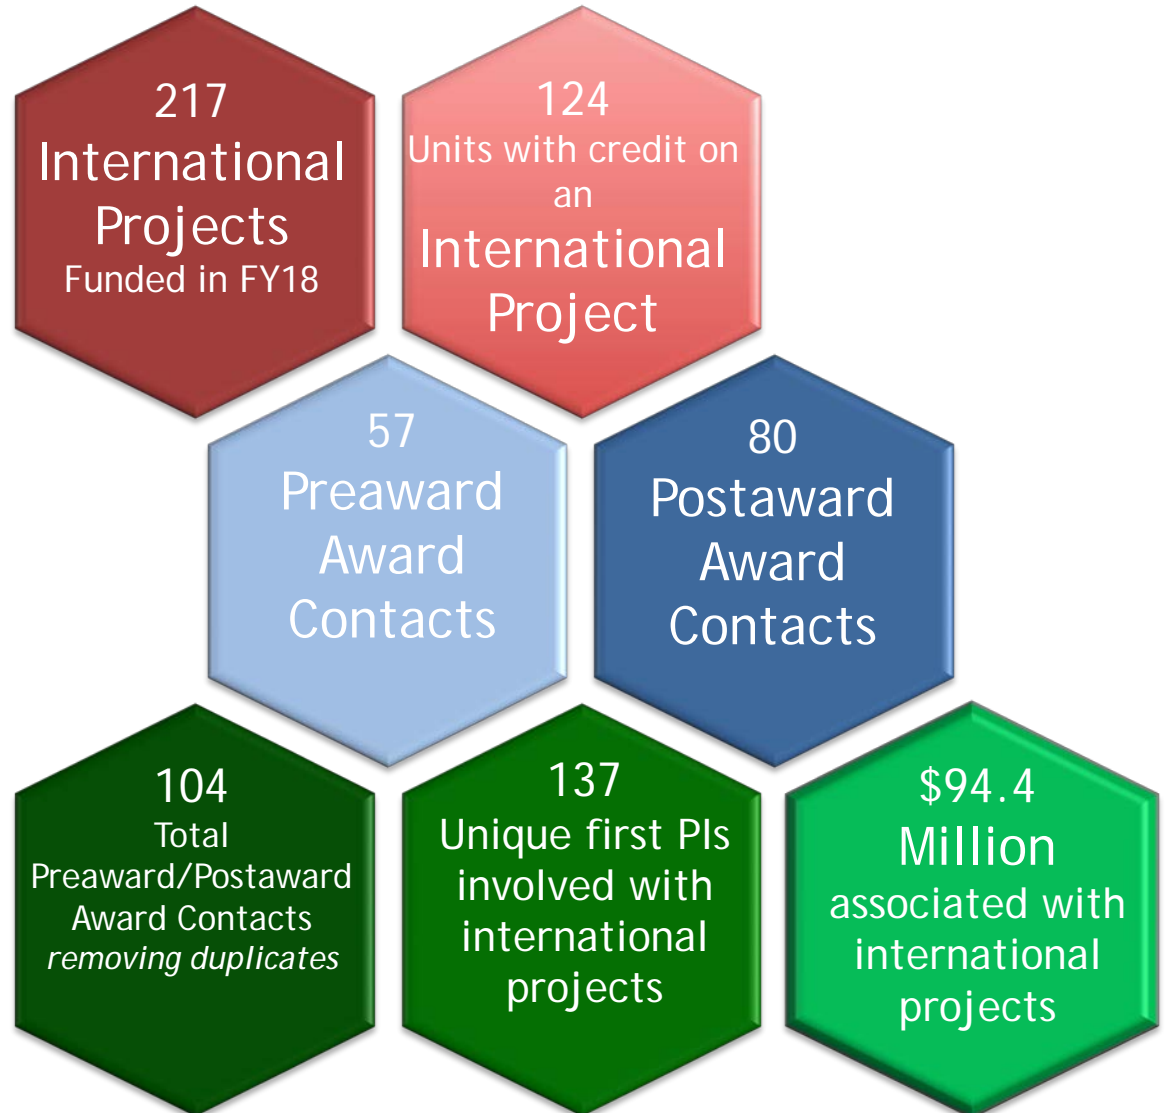 217
International
Projects
Funded in FY18
124
Units with credit on
an
International
Project
57
Preaward
Award
Contacts
80
Postaward
Award
Contacts
104
Total
Preaward/Postaward
Award Contacts
removing duplicates
137
Unique first PIs
involved with
international
projects
$94.4
Million
associated with
international
projects